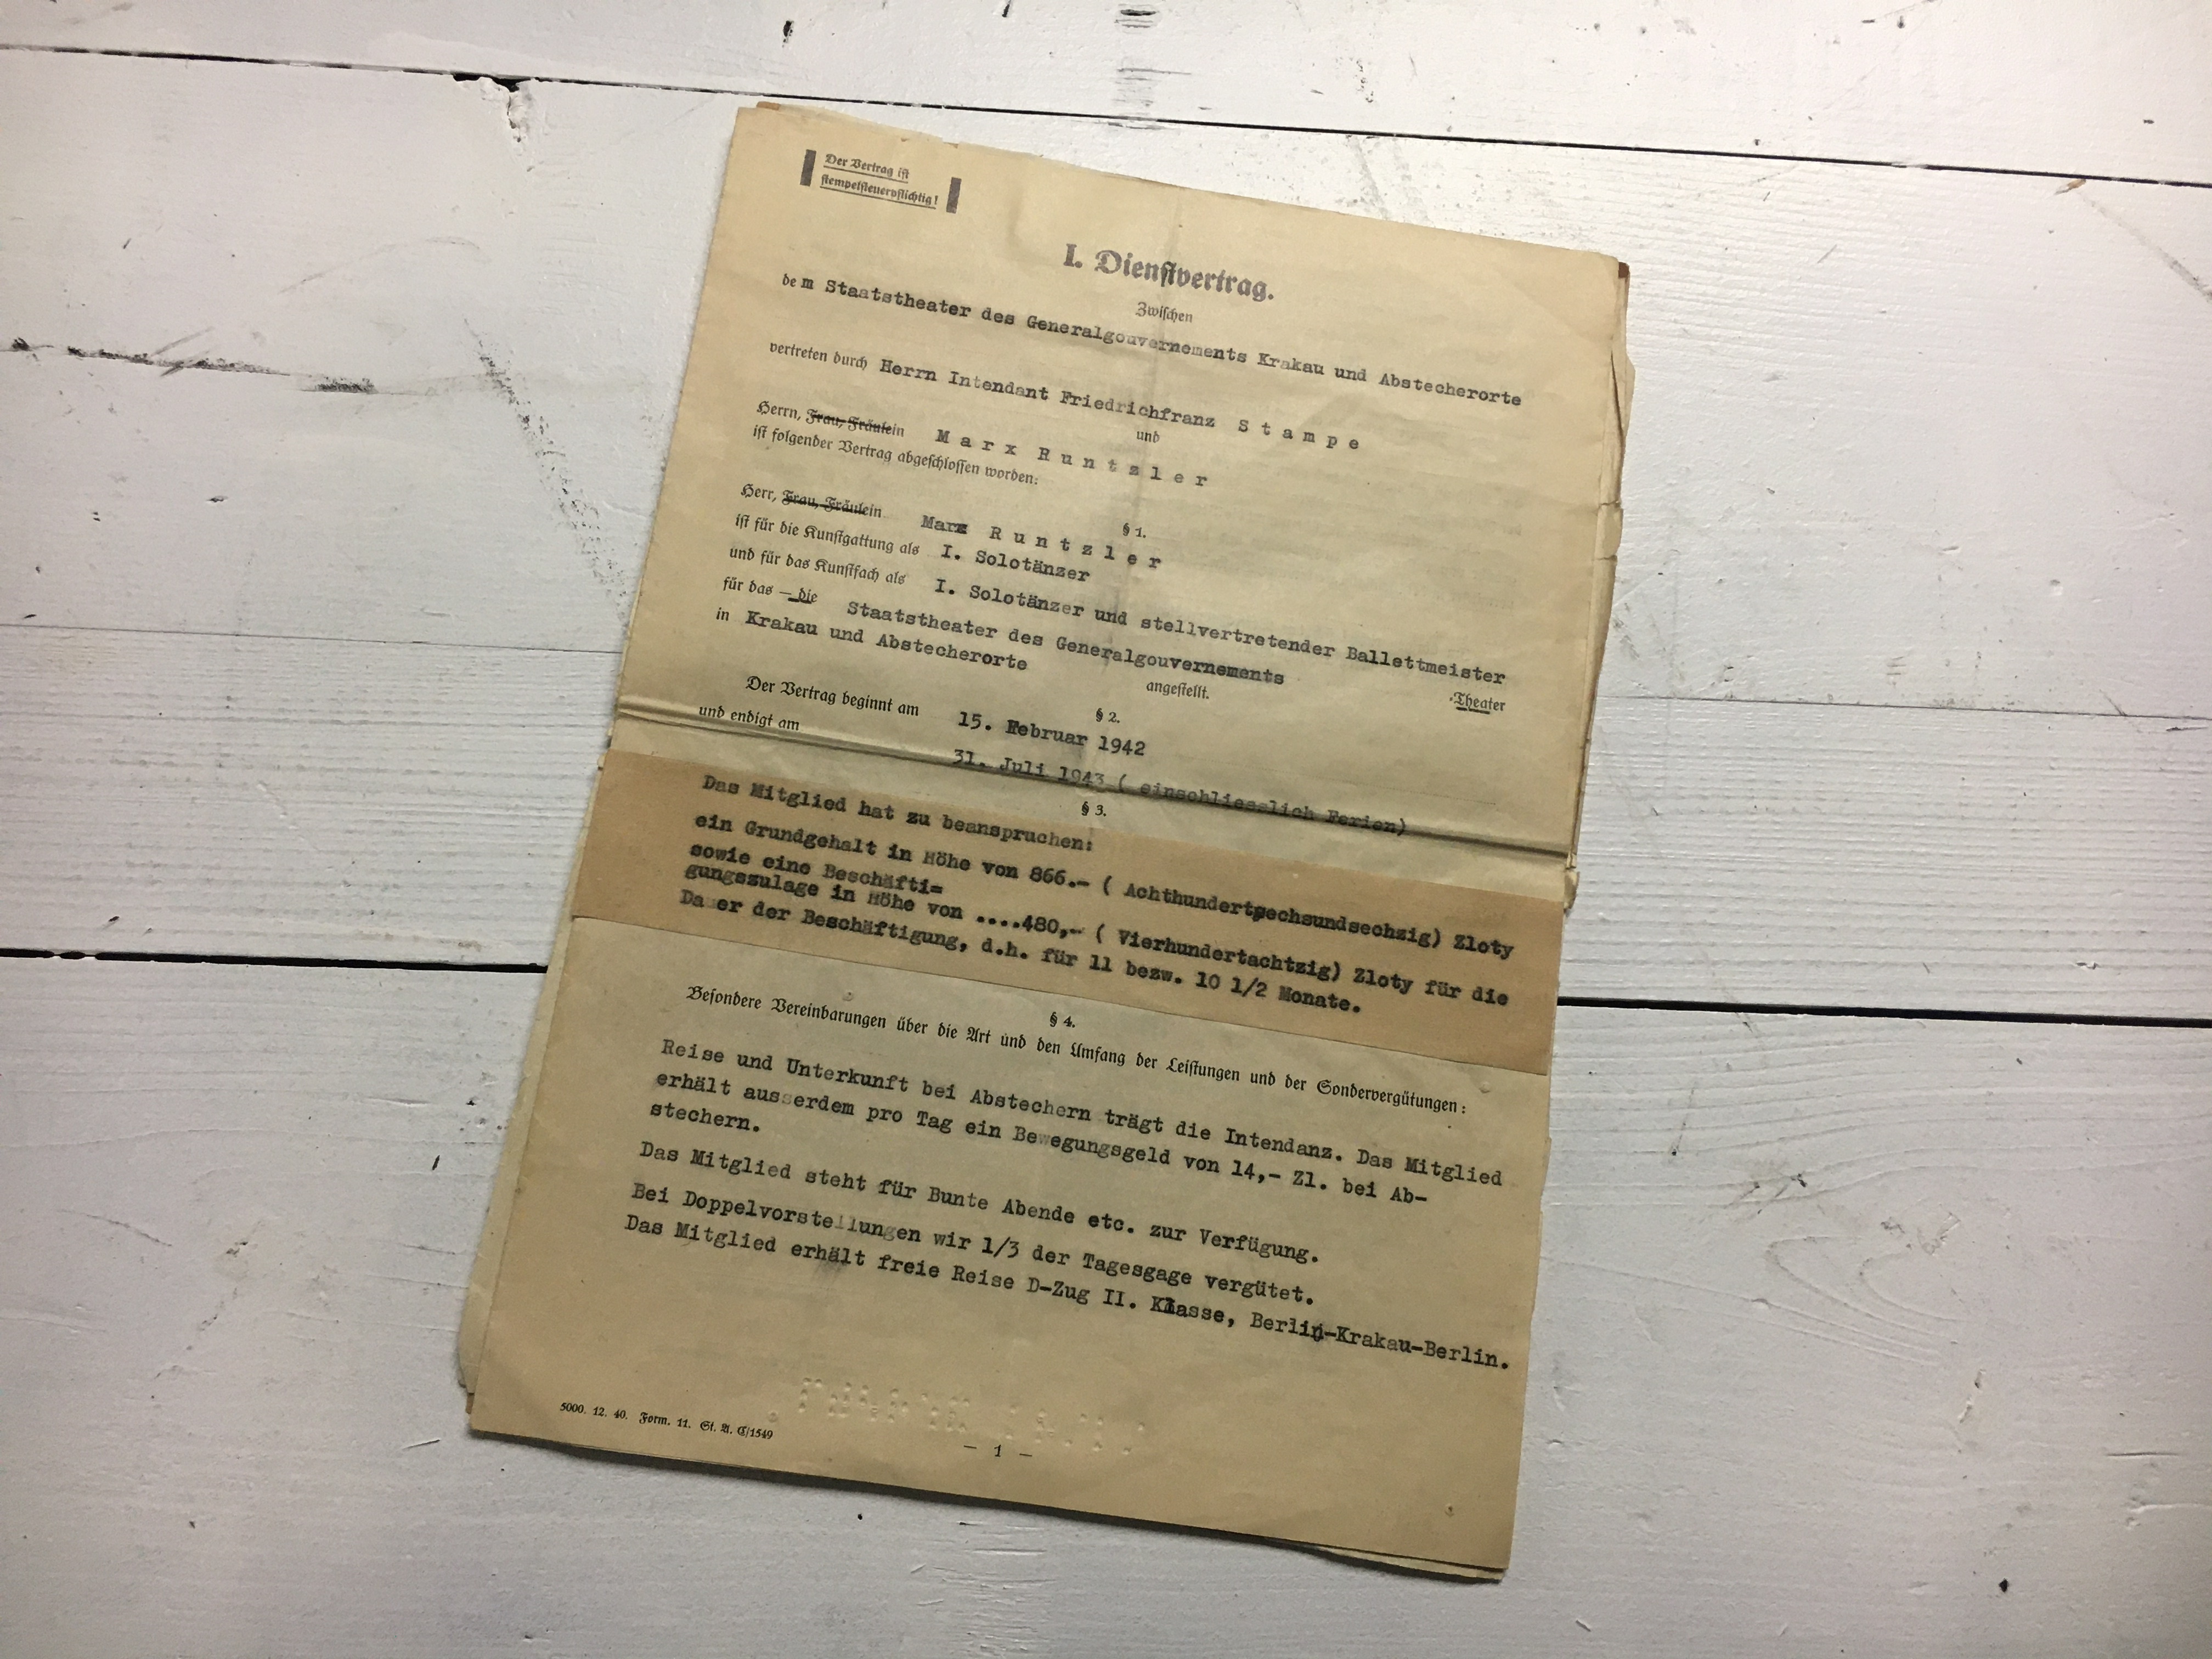 Der Vertrag ist
stempelsteuerpflichtig!
I. Dienstvertrag.
Zwischen
dem Staatstheater des Generalgouvernements Krakau und Abstecherorte
vertreten durch Herrn Intendant Friedrichfranz S t a m p e
und
Herrn, Frau, Fräulein M a r x R u n t z l e r
ist folgender Vertrag abgeschlossen worden:
§ 1.
Herr, Frau, Fräulein Marx R u n t z l e r
ist für die Kunstgattung als I. Solotänzer
und für das Kunstfach als I. Solotänzer und stellvertretender Ballettmeister
für das — die Staatstheater des Generalgouvernements -Theater
in Krakau und Abstecherorte angestellt.
§ 2.
Der Vertrag beginnt am 15. Februar 1942
und endigt am 31. Juli 1943 ( einschliesslich Ferien)
§ 3.
Das Mitglied hat zu beanspruchen:
ein Grundgehalt in Höhe von 866.- ( Achthundertsechsundsechzig) Zloty
sowie eine Beschäfti=
gungszulage in Höhe von ....480,- ( Vierhundertachtzig) Zloty für die
Da er der Beschäftigung, d.h. für 11 bezw. 10 1/2 Monate.
§ 4.
Besondere Vereinbarungen über die Art und den Umfang der Leistungen und der Sondervergütungen:
Reise und Unterkunft bei Abstechern trägt die Intendanz. Das Mitglied
erhält ausserdem pro Tag ein Bewegungsgeld von 14,- Zl. bei Ab-
stechern.
Das Mitglied steht für Bunte Abende etc. zur Verfügung.
Bei Doppelvorstellungen wir 1/3 der Tagesgage vergütet.
Das Mitglied erhält freie Reise D-Zug II. Klasse, Berlin-Krakau-Berlin.
5000. 12. 40. Form. 11. St. A. C/1549
— 1 —